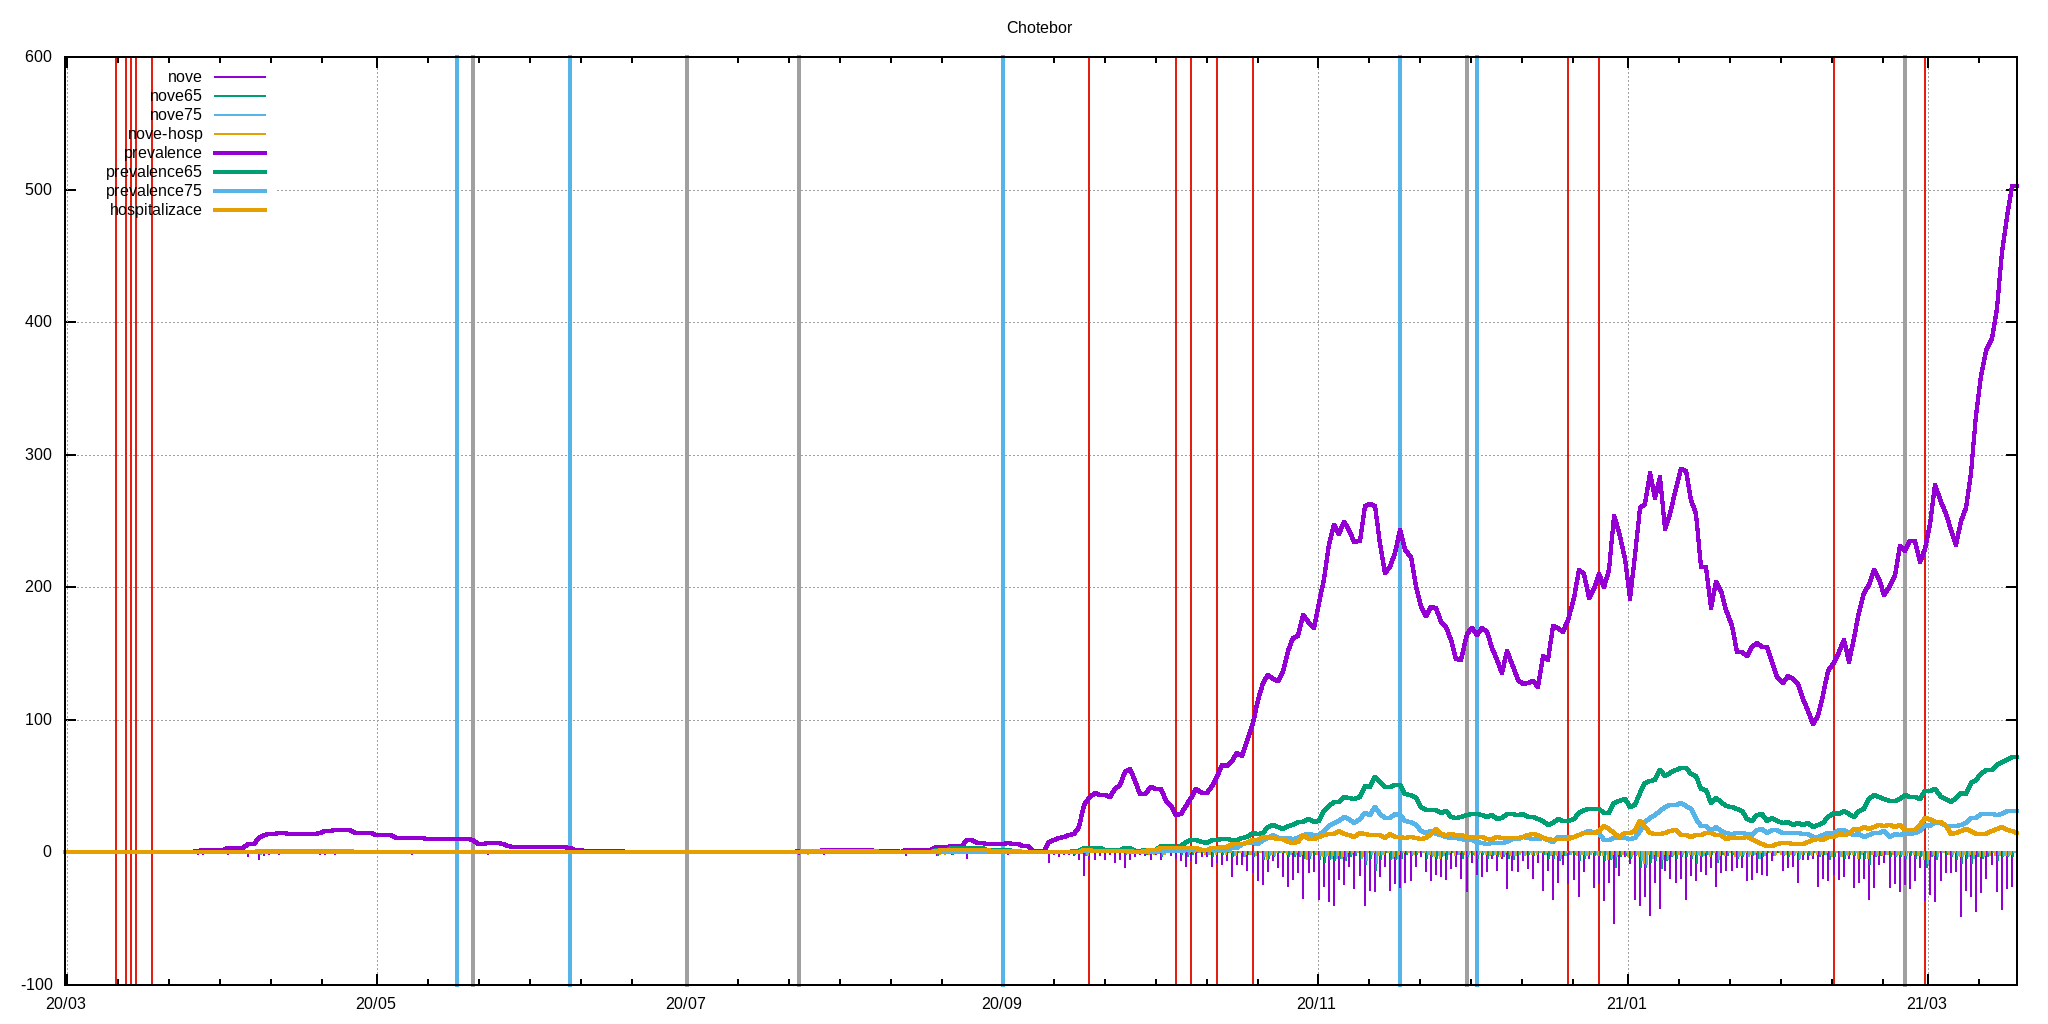 Chotebor
600
500
400
300
200
100
0
-100
nove
nove65
nove75
nove-hosp
prevalence
prevalence65
prevalence75
hospitalizace
20/03 20/05 20/07 20/09 20/11 21/01 21/03